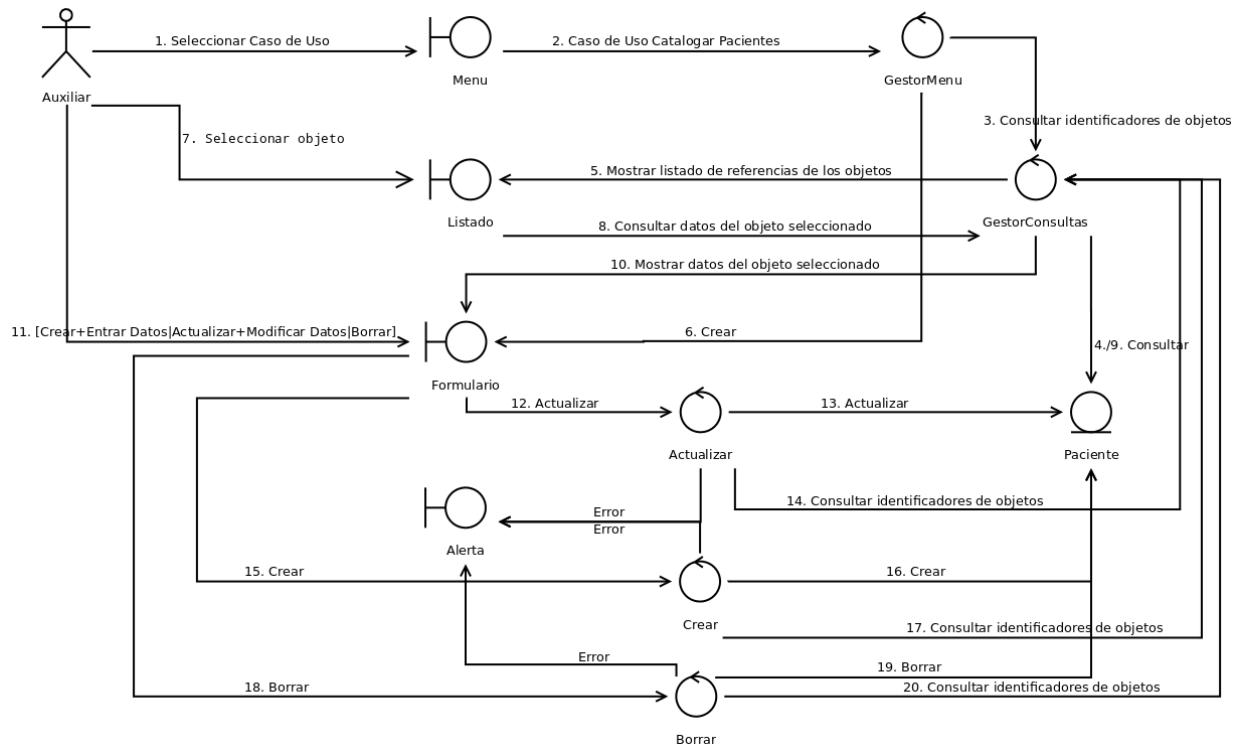 1. Seleccionar Caso de Uso
2. Caso de Uso Catalogar Pacientes
Menu
GestorMenu
Auxiliar
3. Consultar identificadores de objetos
7. Seleccionar objeto
5. Mostrar listado de referencias de los objetos
Listado
GestorConsultas
8. Consultar datos del objeto seleccionado
10. Mostrar datos del objeto seleccionado
11. [Crear+Entrar Datos|Actualizar+Modificar Datos|Borrar]
6. Crear
4./9. Consultar
Formulario
12. Actualizar
13. Actualizar
Actualizar
Paciente
14. Consultar identificadores de objetos
Error
Error
Alerta
15. Crear
16. Crear
Crear
17. Consultar identificadores de objetos
Error
19. Borrar
18. Borrar
20. Consultar identificadores de objetos
Borrar